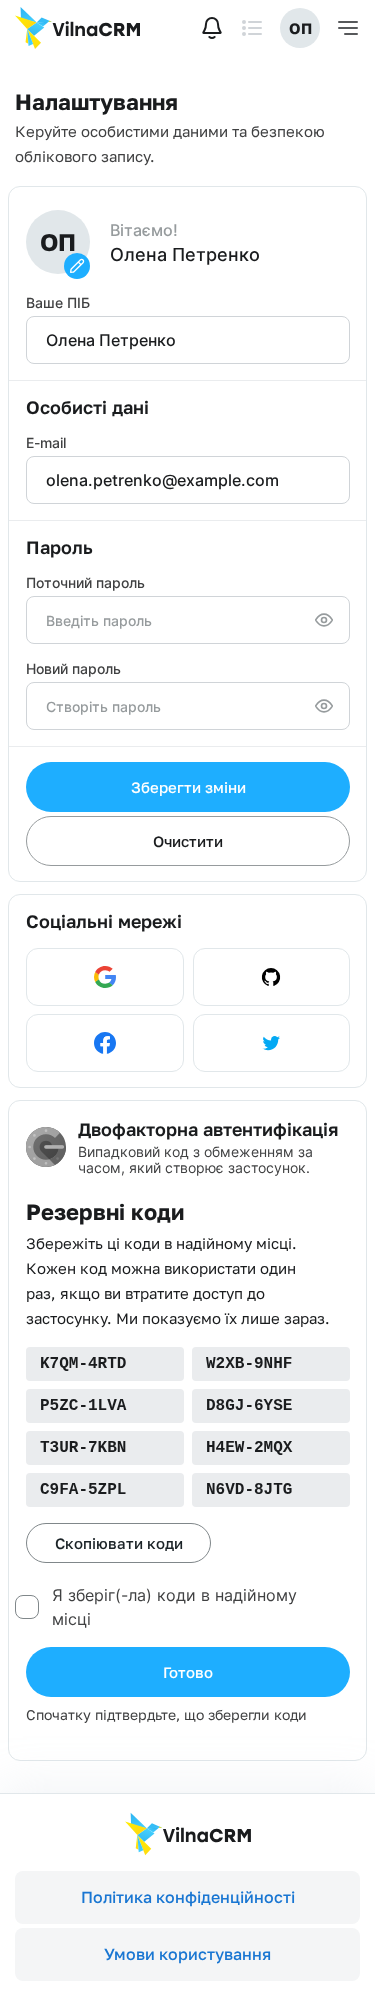 VilnaCRM
ОП
Налаштування
Керуйте особистими даними та безпекою
облікового запису.
ОП
Вітаємо!
Олена Петренко
Ваше ПІБ
Олена Петренко
Особисті дані
E-mail
olena.petrenko@example.com
Пароль
Поточний пароль
Введіть пароль
Новий пароль
Створіть пароль
Зберегти зміни
Очистити
Соціальні мережі
Двофакторна автентифікація
Випадковий код з обмеженням за
часом, який створює застосунок.
Резервні коди
Збережіть ці коди в надійному місці.
Кожен код можна використати один
раз, якщо ви втратите доступ до
застосунку. Ми показуємо їх лише зараз.
K7QM-4RTD W2XB-9NHF
P5ZC-1LVA D8GJ-6YSE
T3UR-7KBN H4EW-2MQX
C9FA-5ZPL N6VD-8JTG
Скопіювати коди
Я зберіг(-ла) коди в надійному
місці
Готово
Спочатку підтвердьте, що зберегли коди
VilnaCRM
Політика конфіденційності
Умови користування